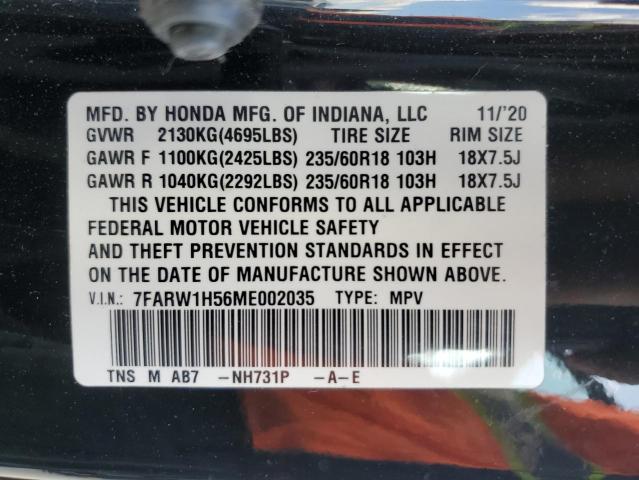 MFD. BY HONDA MFG. OF INDIANA, LLC 11/'20
GVWR 2130KG(4695LBS) TIRE SIZE RIM SIZE
GAWR F 1100KG(2425LBS) 235/60R18 103H 18X7.5J
GAWR R 1040KG(2292LBS) 235/60R18 103H 18X7.5J
THIS VEHICLE CONFORMS TO ALL APPLICABLE
FEDERAL MOTOR VEHICLE SAFETY
AND THEFT PREVENTION STANDARDS IN EFFECT
ON THE DATE OF MANUFACTURE SHOWN ABOVE.
V.I.N.: 7FARW1H56ME002035 TYPE: MPV
TNS M AB7 -NH731P -A-E